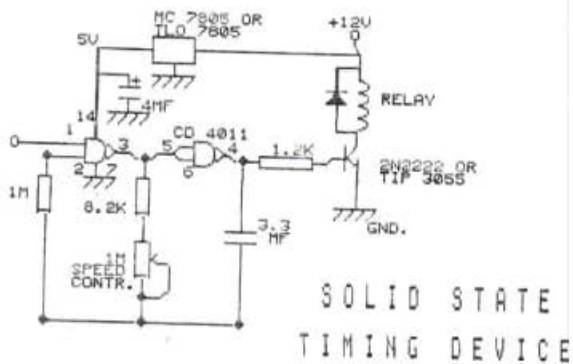 MC 7805 OR
TLO 7805
+12V
5V
4MF
RELAY
14
1
3
CD 4011
5
4
6
2
7
1.2K
2N2222 OR
TIP 3055
1M
8.2K
3.3
MF
GND.
1M
SPEED
CONTR.
SOLID STATE
TIMING DEVICE